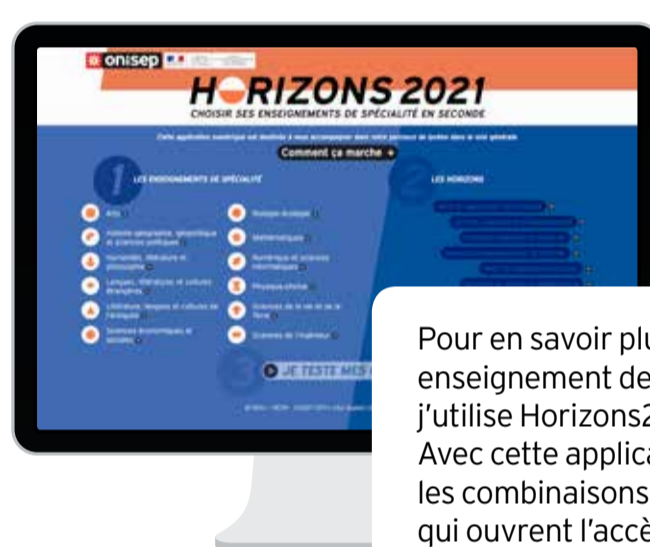 onisep
HORIZONS 2021
CHOISIR SES ENSEIGNEMENTS DE SPÉCIALITÉ EN SECONDE
Comment ça marche +
1
LES ENSEIGNEMENTS DE SPÉCIALITÉ
Arts
Histoire-géographie, géopolitique
et sciences politiques
Humanités, littérature et
philosophie
Langues, littératures et cultures
étrangères
Littérature, langues et cultures de
l'Antiquité
Sciences économiques et
sociales
Biologie-écologie
Mathématiques
Numérique et sciences
informatiques
Physique-chimie
Sciences de la vie et de la
Terre
Sciences de l'ingénieur
2
LES HORIZONS
3
JE TESTE MES
Pour en savoir plu
enseignement de
j'utilise Horizons2
Avec cette applica
les combinaisons
qui ouvrent l'accè